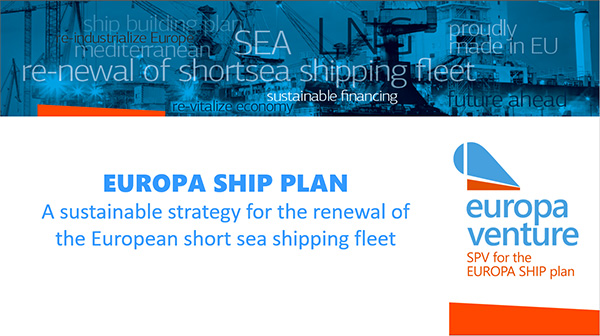 ship building plan
re-industrialize Europe
mediterranean
SEA
LNG
proudly
made in EU
re-newal of shortsea shipping fleet
sustainable financing
re-vitalize economy
future ahead
EUROPA SHIP PLAN
A sustainable strategy for the renewal of
the European short sea shipping fleet
europa
venture
SPV for the
EUROPA SHIP plan